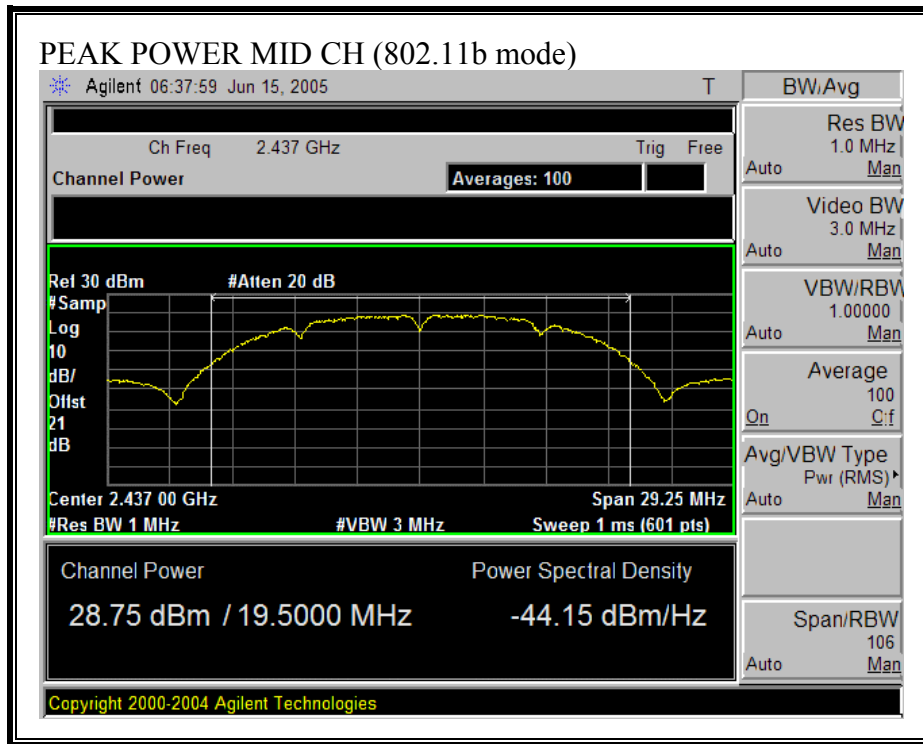 PEAK POWER MID CH (802.11b mode)
Agilent 06:37:59 Jun 15, 2005 T
Ch Freq 2.437 GHz Trig Free
Channel Power Averages: 100
Ref 30 dBm #Atten 20 dB
#Samp
Log
10
dB/
Offst
21
dB
Center 2.437 00 GHz Span 29.25 MHz
#Res BW 1 MHz #VBW 3 MHz Sweep 1 ms (601 pts)
Channel Power Power Spectral Density
28.75 dBm / 19.5000 MHz -44.15 dBm/Hz
Copyright 2000-2004 Agilent Technologies
BW/Avg
Res BW
1.0 MHz
Auto Man
Video BW
3.0 MHz
Auto Man
VBW/RBW
1.00000
Auto Man
Average
100
On Off
Avg/VBW Type
Pwr (RMS)
Auto Man
Span/RBW
106
Auto Man